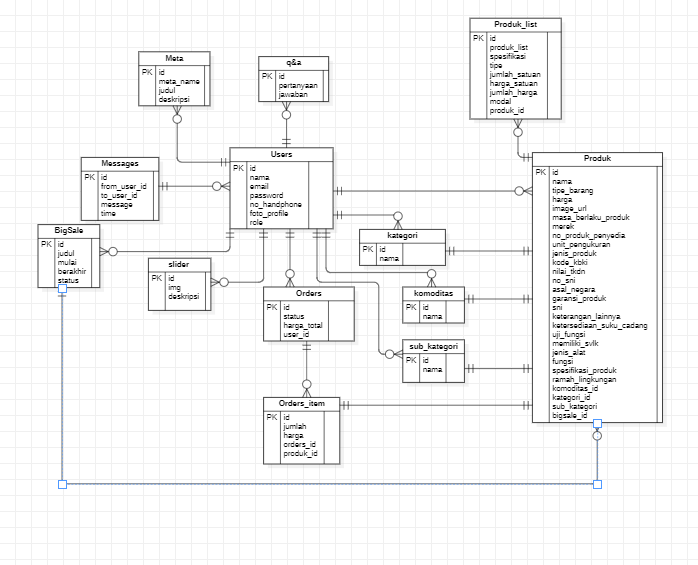 Produk_list
PK
id
produk_list
spesifikasi
tipe
jumlah_satuan
harga_satuan
jumlah_harga
modal
produk_id
Meta
PK
id
meta_name
judul
deskripsi
q&a
PK
id
pertanyaan
jawaban
Users
PK
id
nama
email
password
no_handphone
foto_profile
role
Messages
PK
id
from_user_id
to_user_id
message
time
Produk
PK
id
nama
tipe_barang
harga
image_url
masa_berlaku_produk
merek
no_produk_penyedia
unit_pengukuran
jenis_produk
kode_kbki
nilai_tkdn
no_sni
asal_negara
garansi_produk
sni
keterangan_lainnya
ketersediaan_suku_cadang
uji_fungsi
memiliki_svlk
jenis_alat
fungsi
spesifikasi_produk
ramah_lingkungan
komoditas_id
kategori_id
sub_kategori
bigsale_id
BigSale
PK
id
judul
mulai
berakhir
status
kategori
PK
id
nama
slider
PK
id
img
deskripsi
Orders
PK
id
status
harga_total
user_id
komoditas
PK
id
nama
sub_kategori
PK
id
nama
Orders_item
PK
id
jumlah
harga
orders_id
produk_id